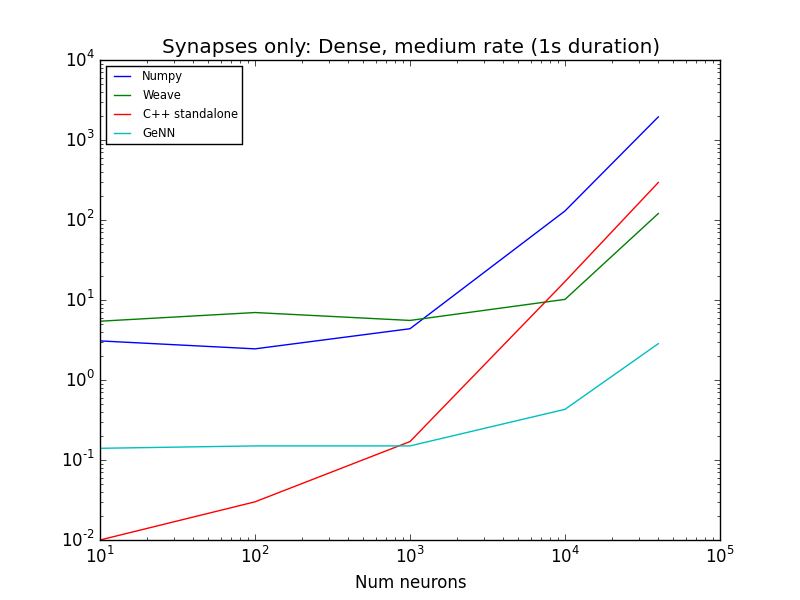 Synapses only: Dense, medium rate (1s duration)
10^4
10^3
10^2
10^1
10^0
10^-1
10^-2
Numpy
Weave
C++ standalone
GeNN
10^1 10^2 10^3 10^4 10^5
Num neurons